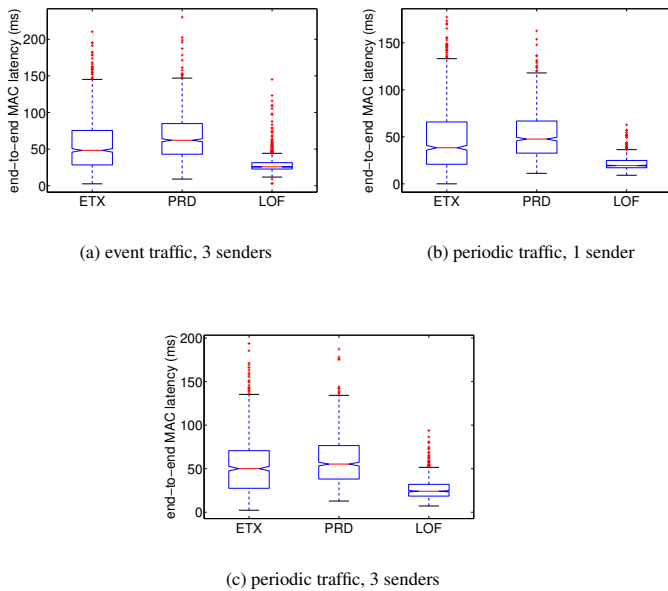 end-to-end MAC latency (ms)
200
150
100
50
0
ETX PRD LOF
(a) event traffic, 3 senders
end-to-end MAC latency (ms)
150
100
50
0
ETX PRD LOF
(b) periodic traffic, 1 sender
end-to-end MAC latency (ms)
200
150
100
50
0
ETX PRD LOF
(c) periodic traffic, 3 senders